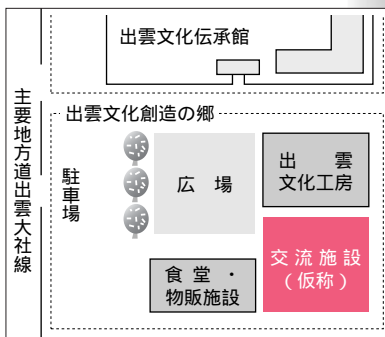 出雲文化伝承館
主要地方道出雲大社線
出雲文化創造の郷
駐車場
広場
出雲
文化工房
食堂・
物販施設
交流施設
（仮称）